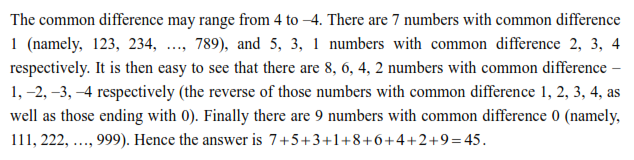 The common difference may range from 4 to –4. There are 7 numbers with common difference
1 (namely, 123, 234, …, 789), and 5, 3, 1 numbers with common difference 2, 3, 4
respectively. It is then easy to see that there are 8, 6, 4, 2 numbers with common difference –
1, –2, –3, –4 respectively (the reverse of those numbers with common difference 1, 2, 3, 4, as
well as those ending with 0). Finally there are 9 numbers with common difference 0 (namely,
111, 222, …, 999). Hence the answer is 7+5+3+1+8+6+4+2+9=45.